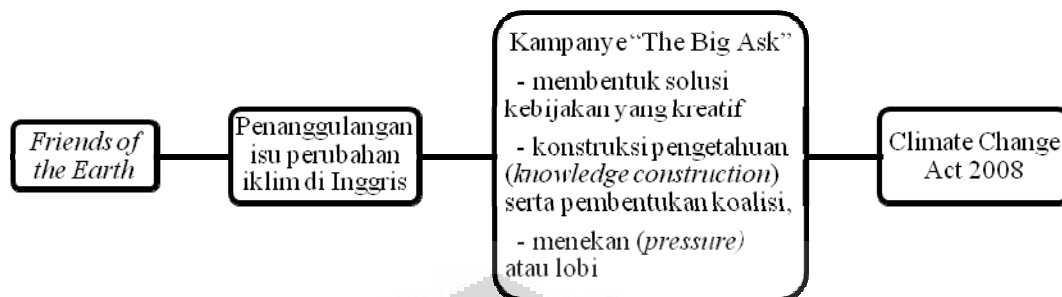 Friends of
the Earth
Penanggulangan
isu perubahan
iklim di Inggris
Kampanye “The Big Ask”
- membentuk solusi
kebijakan yang kreatif
- konstruksi pengetahuan
(knowledge construction)
serta pembentukan koalisi,
- menekan (pressure)
atau lobi
Climate Change
Act 2008